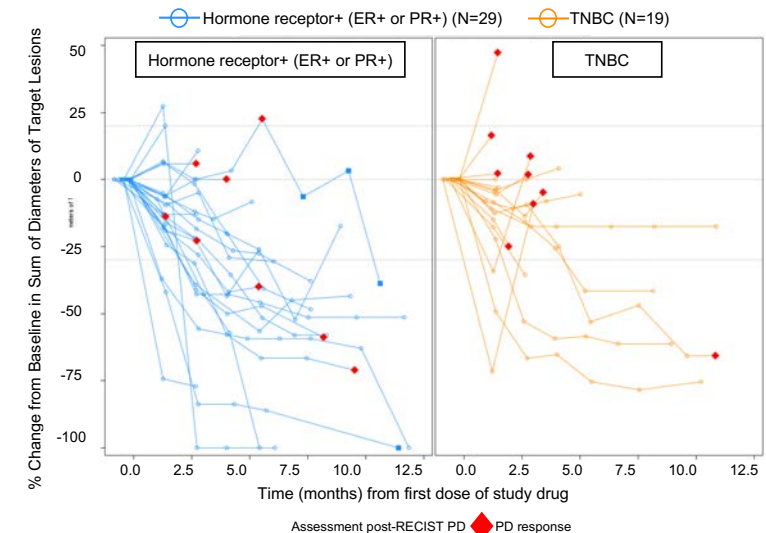 Hormone receptor+ (ER+ or PR+) (N=29) TNBC (N=19)
% Change from Baseline in Sum of Diameters of Target Lesions
Hormone receptor+ (ER+ or PR+) TNBC
50
25
0
-25
-50
-75
-100
0.0 2.5 5.0 7.5 10.0 12.5 0.0 2.5 5.0 7.5 10.0 12.5
Time (months) from first dose of study drug
Assessment post-RECIST PD PD response